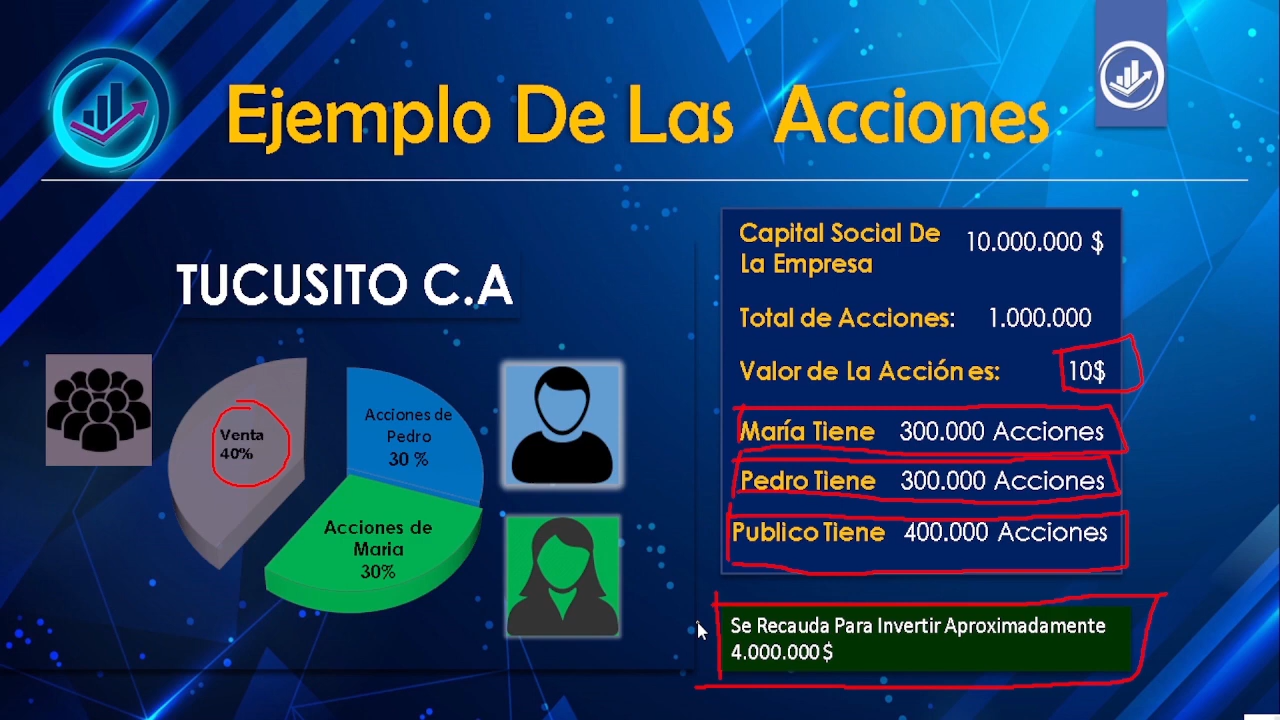 Ejemplo De Las Acciones
TUCUSITO C.A
Venta
40%
Acciones de
Pedro
30 %
Acciones de
Maria
30%
Capital Social De
La Empresa
10.000.000 $
Total de Acciones: 1.000.000
Valor de La Acción es: 10$
María Tiene 300.000 Acciones
Pedro Tiene 300.000 Acciones
Publico Tiene 400.000 Acciones
Se Recauda Para Invertir Aproximadamente
4.000.000 $